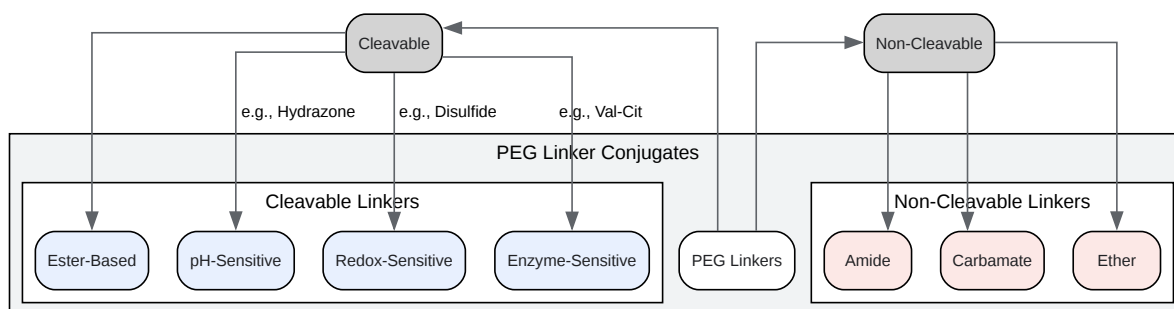 Cleavable
Non-Cleavable
e.g., Hydrazone
e.g., Disulfide
e.g., Val-Cit
PEG Linker Conjugates
Cleavable Linkers
Non-Cleavable Linkers
Ester-Based
pH-Sensitive
Redox-Sensitive
Enzyme-Sensitive
PEG Linkers
Amide
Carbamate
Ether